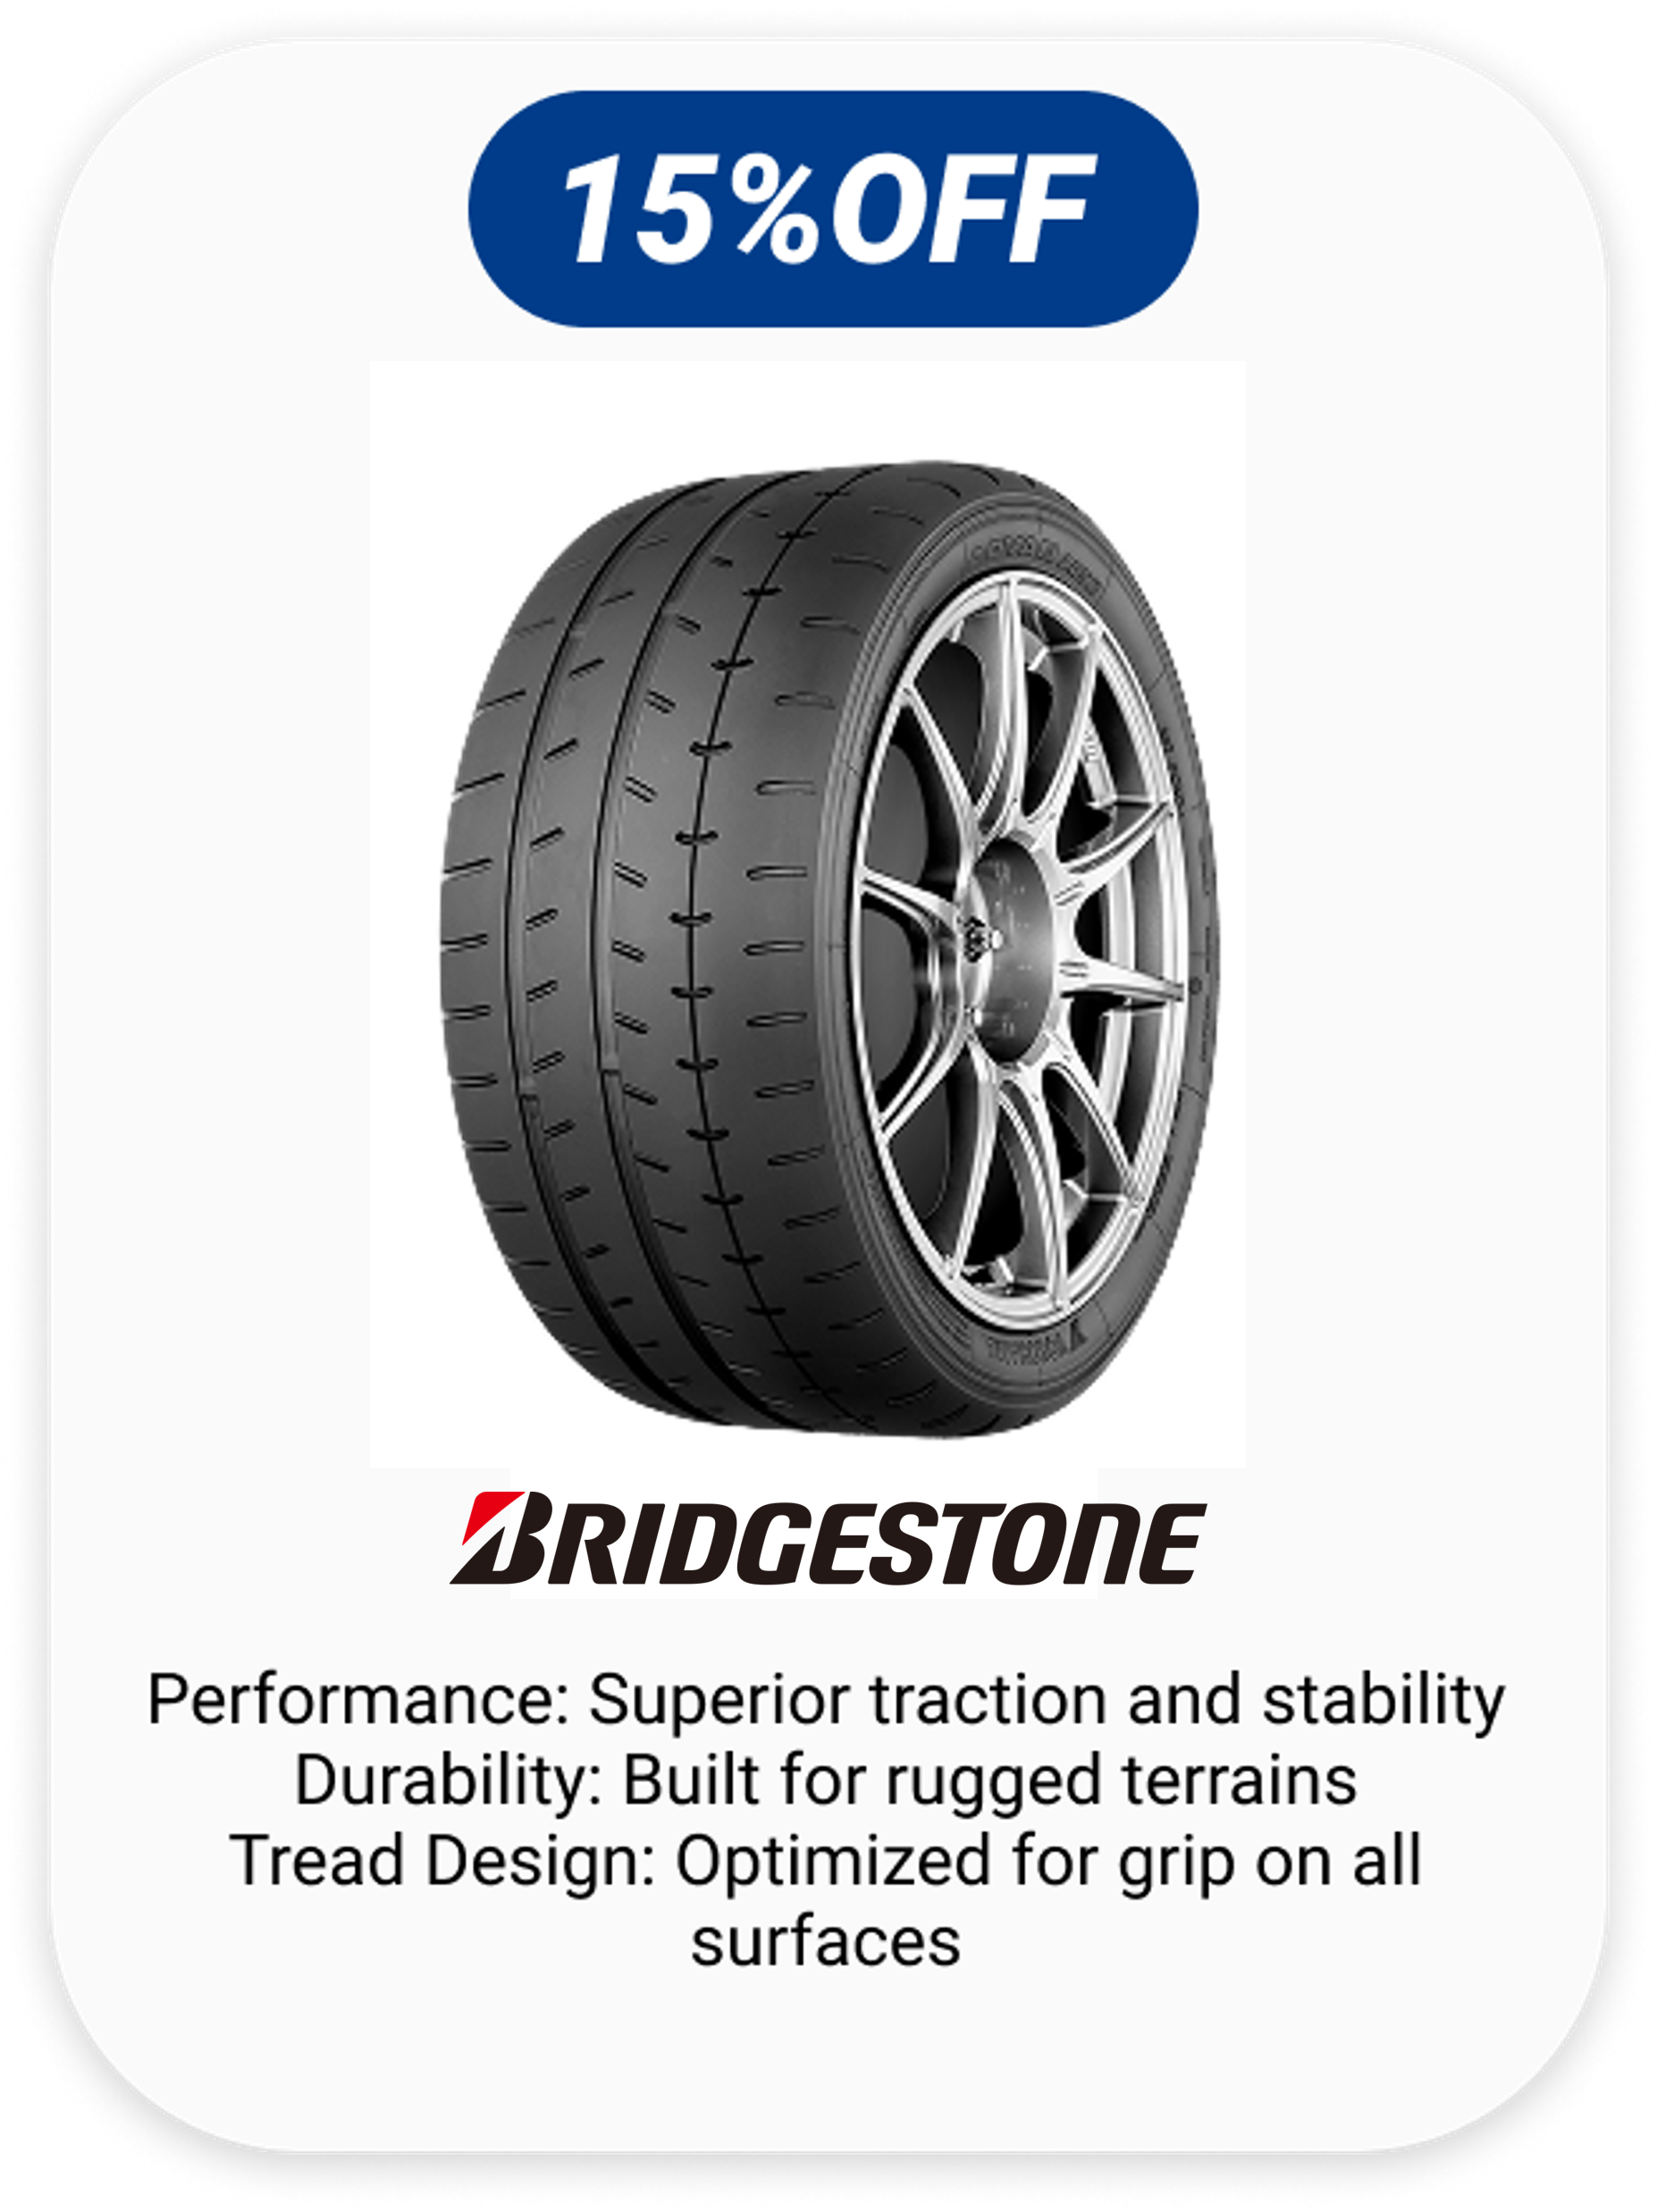 15%OFF
BRIDGESTONE
Performance: Superior traction and stability
Durability: Built for rugged terrains
Tread Design: Optimized for grip on all
surfaces